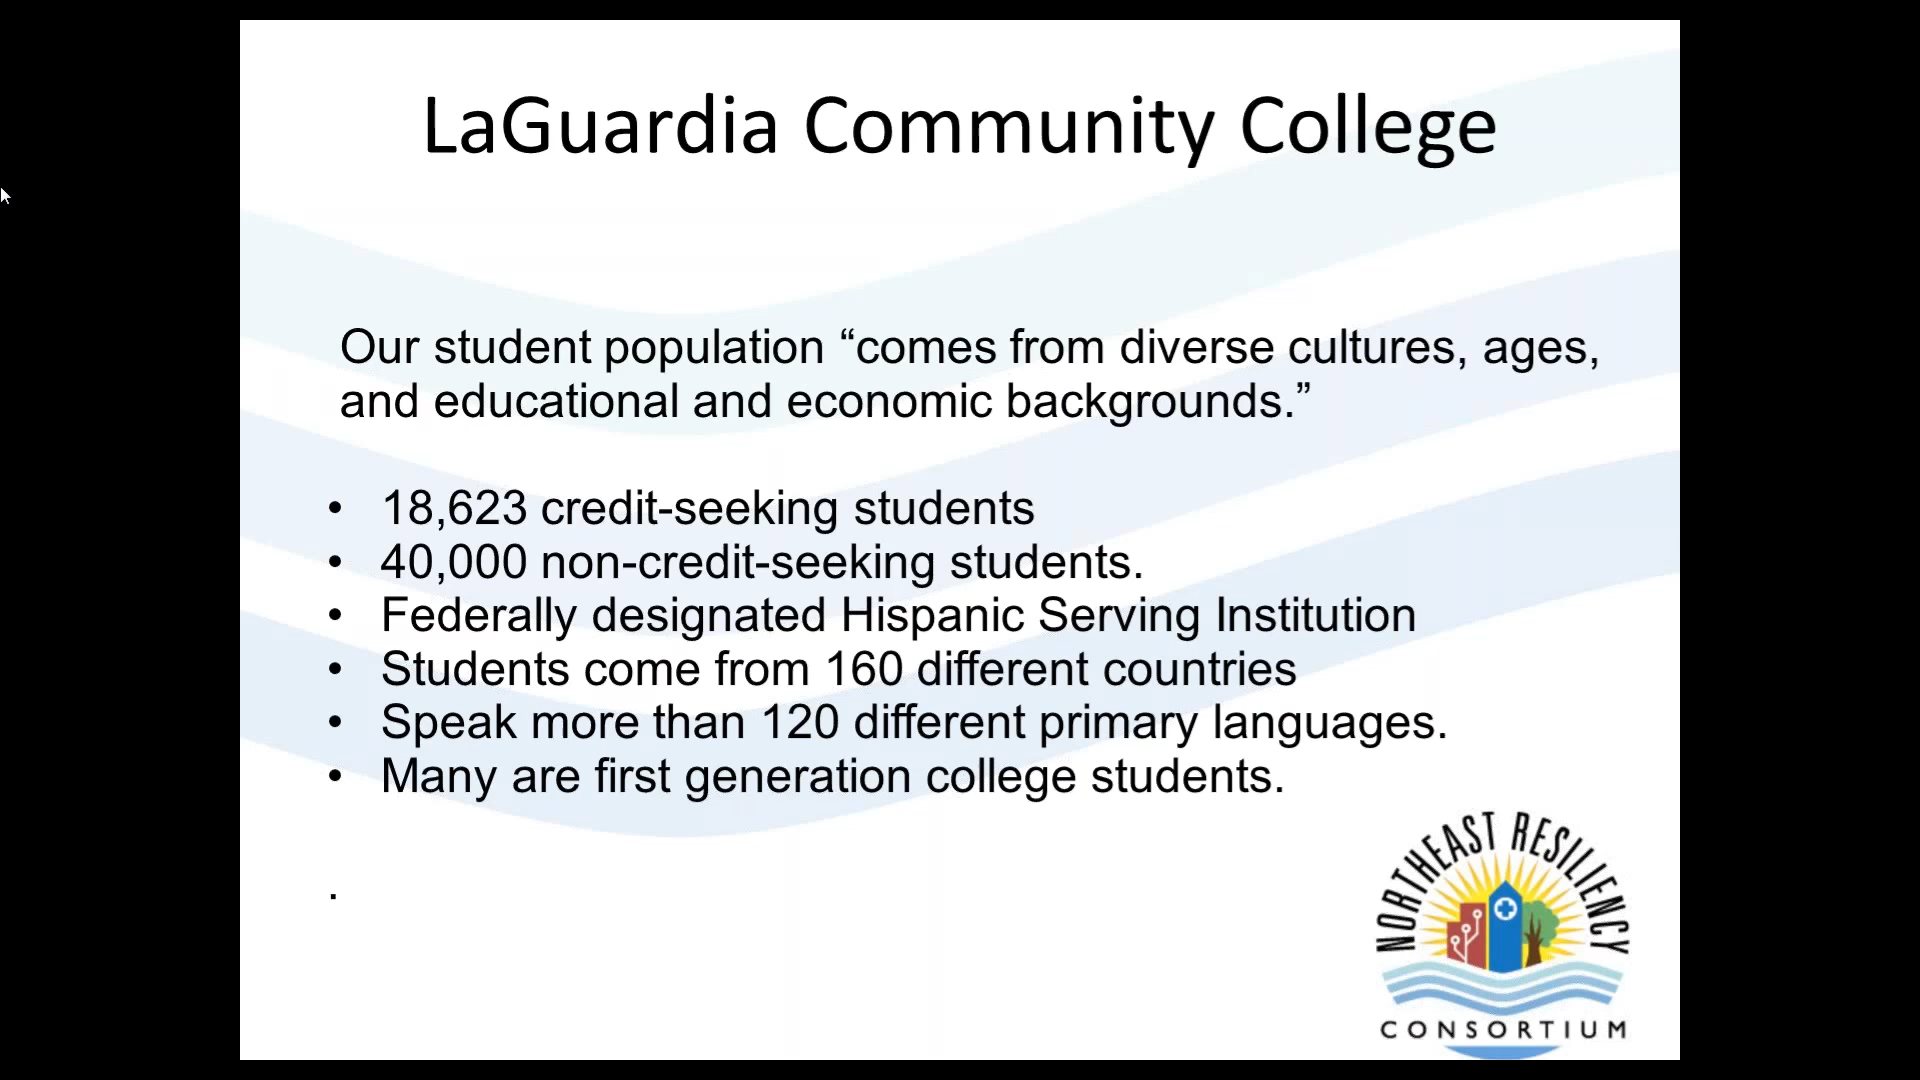 LaGuardia Community College
Our student population “comes from diverse cultures, ages,
and educational and economic backgrounds.”
• 18,623 credit-seeking students
• 40,000 non-credit-seeking students.
• Federally designated Hispanic Serving Institution
• Students come from 160 different countries
• Speak more than 120 different primary languages.
• Many are first generation college students.
.
NORTHEAST RESILIENCY
CONSORTIUM